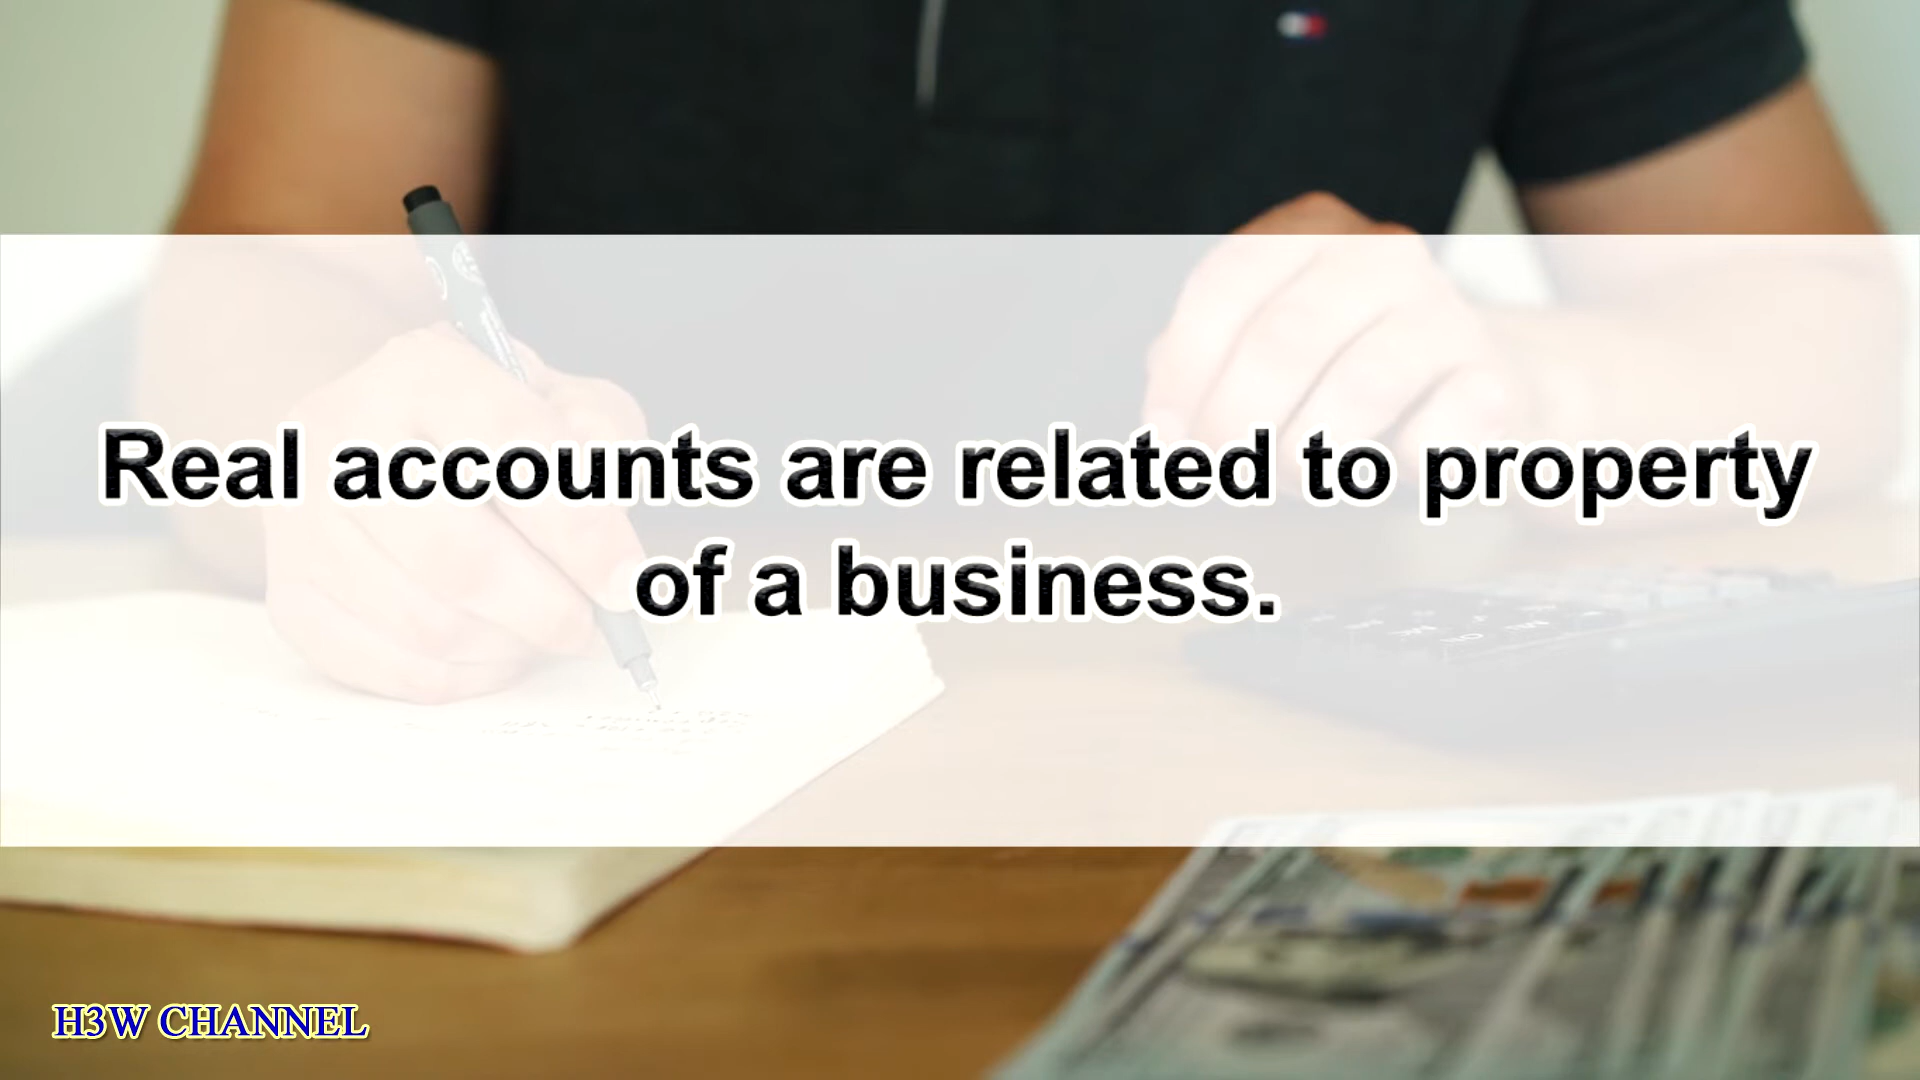 Real accounts are related to property
of a business.
H3W CHANNEL